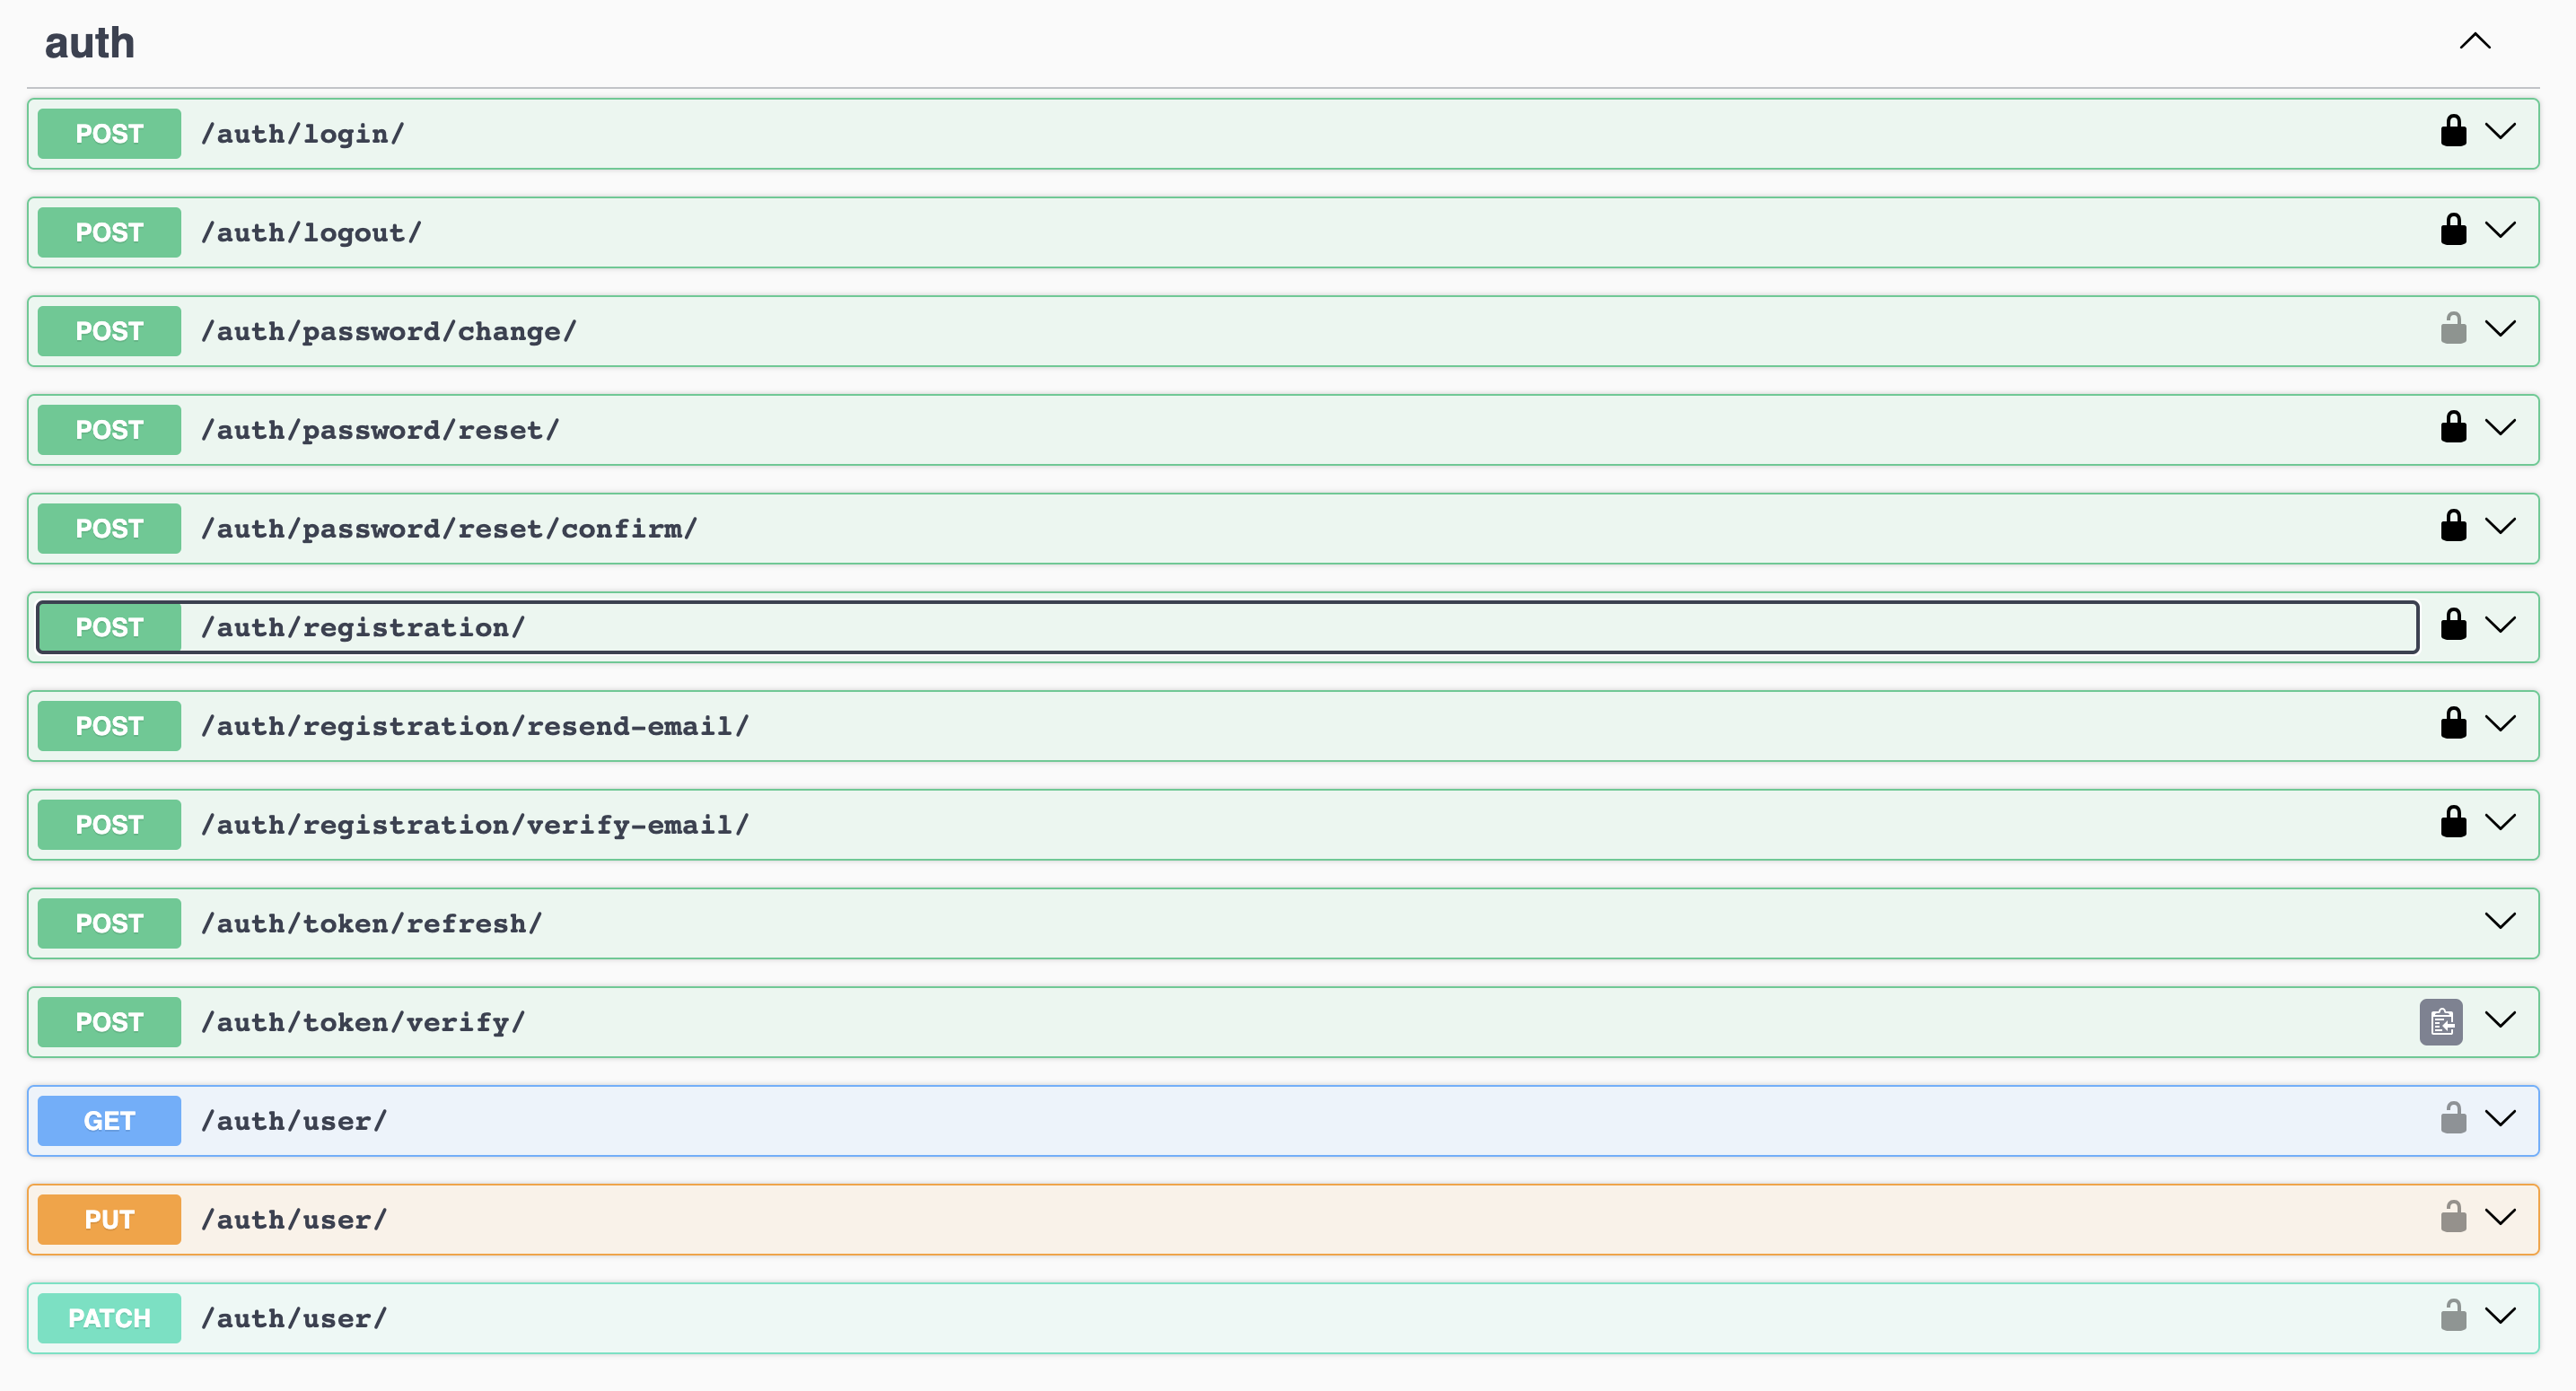 auth
POST /auth/login/
POST /auth/logout/
POST /auth/password/change/
POST /auth/password/reset/
POST /auth/password/reset/confirm/
POST /auth/registration/
POST /auth/registration/resend-email/
POST /auth/registration/verify-email/
POST /auth/token/refresh/
POST /auth/token/verify/
GET /auth/user/
PUT /auth/user/
PATCH /auth/user/